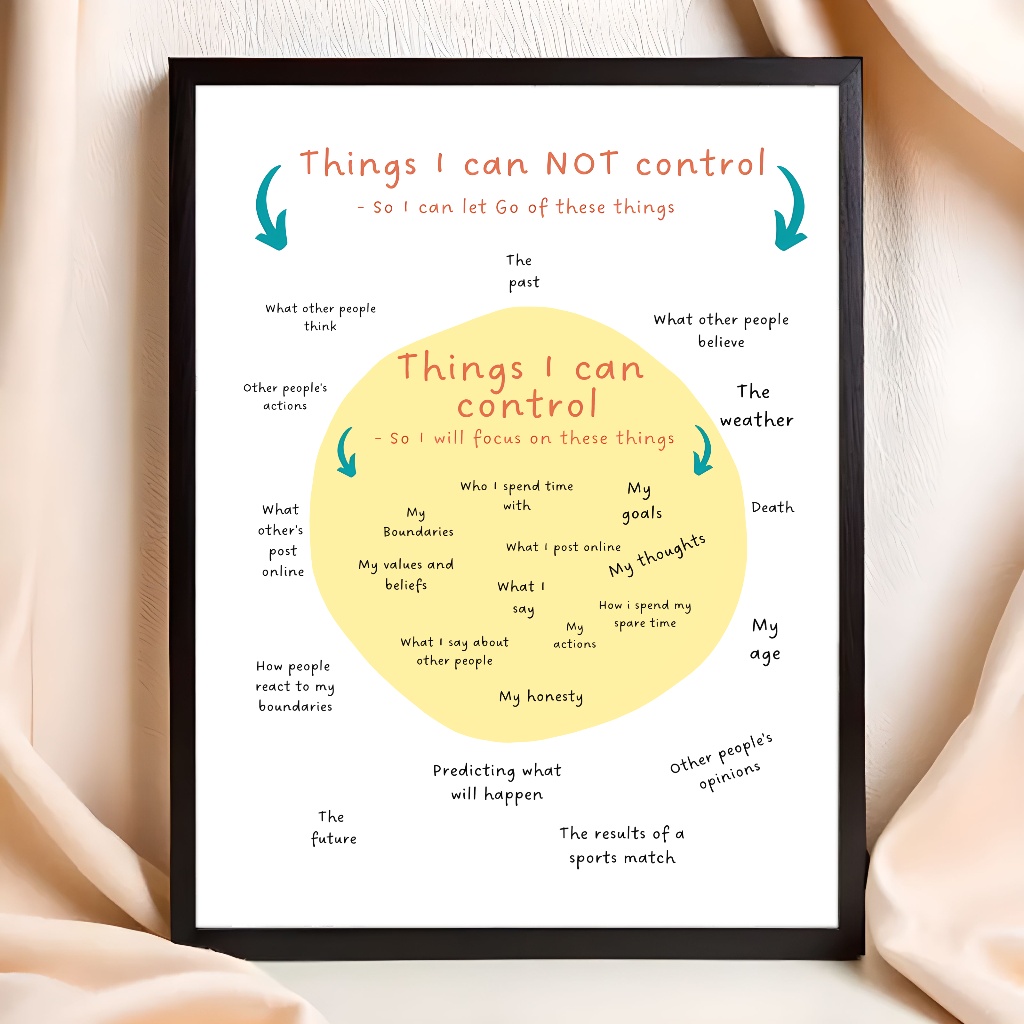 Things I can NOT control
- So I can let Go of these things
The
past
What other people
think
What other people
believe
Other people's
actions
The
weather
Things I can
control
- So I will focus on these things
Who I spend time
with
My
goals
My
Boundaries
What
other's
post
online
Death
What I post online
My thoughts
My values and
beliefs
What I
say
How i spend my
spare time
My
actions
My
age
What I say about
other people
How people
react to my
boundaries
My honesty
Other people's
opinions
Predicting what
will happen
The
future
The results of a
sports match